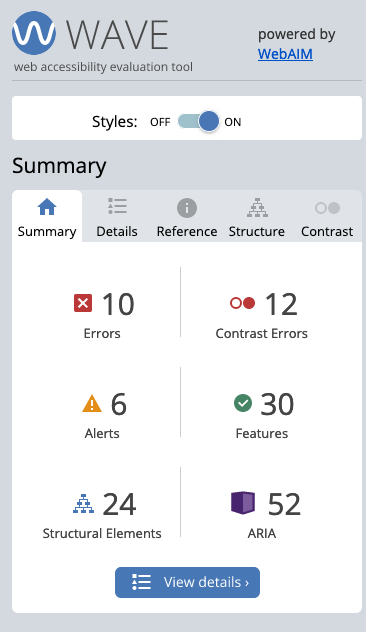 WAVE
web accessibility evaluation tool
powered by
WebAIM
Styles: OFF ON
Summary
Summary Details Reference Structure Contrast
10 12
Errors Contrast Errors
6 30
Alerts Features
24 52
Structural Elements ARIA
View details ›